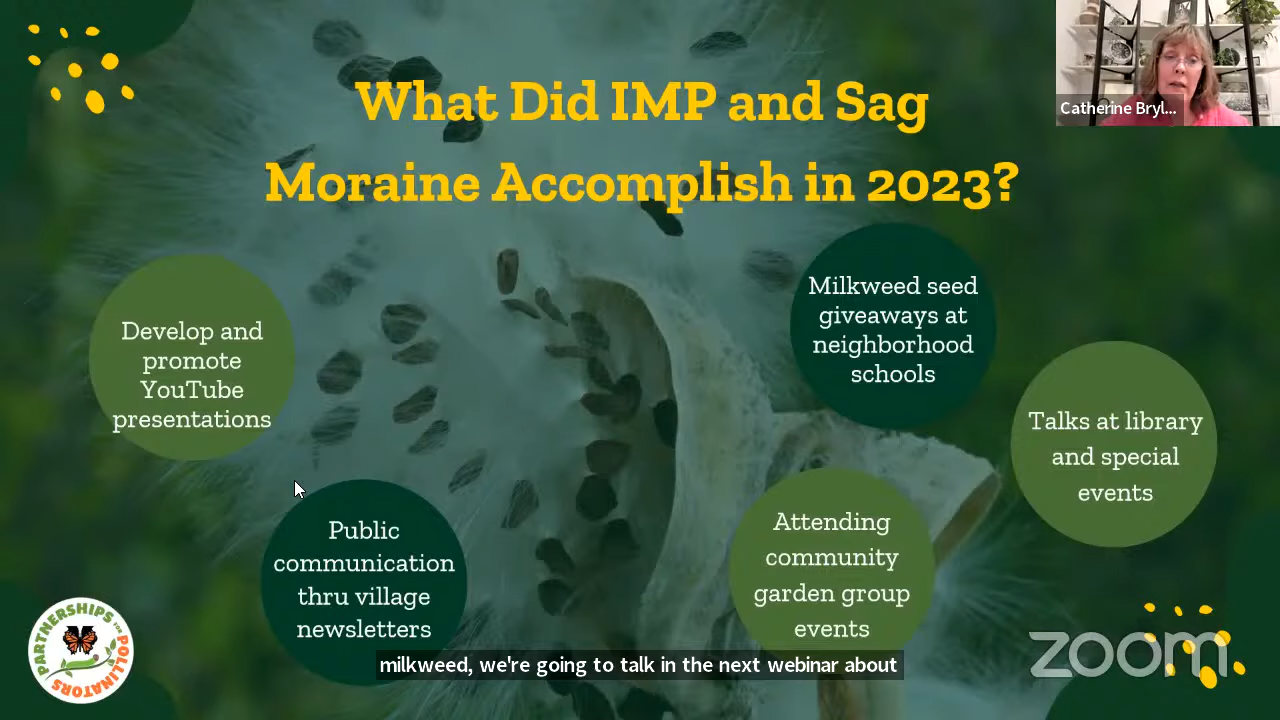 What Did IMP and Sag
Moraine Accomplish in 2023?
Catherine Bryl...
Develop and
promote
YouTube
presentations
Public
communication
thru village
newsletters
Milkweed seed
giveaways at
neighborhood
schools
Attending
community
garden group
events
Talks at library
and special
events
PARTNERSHIPS for POLLINATORS
milkweed, we're going to talk in the next webinar about
zoom